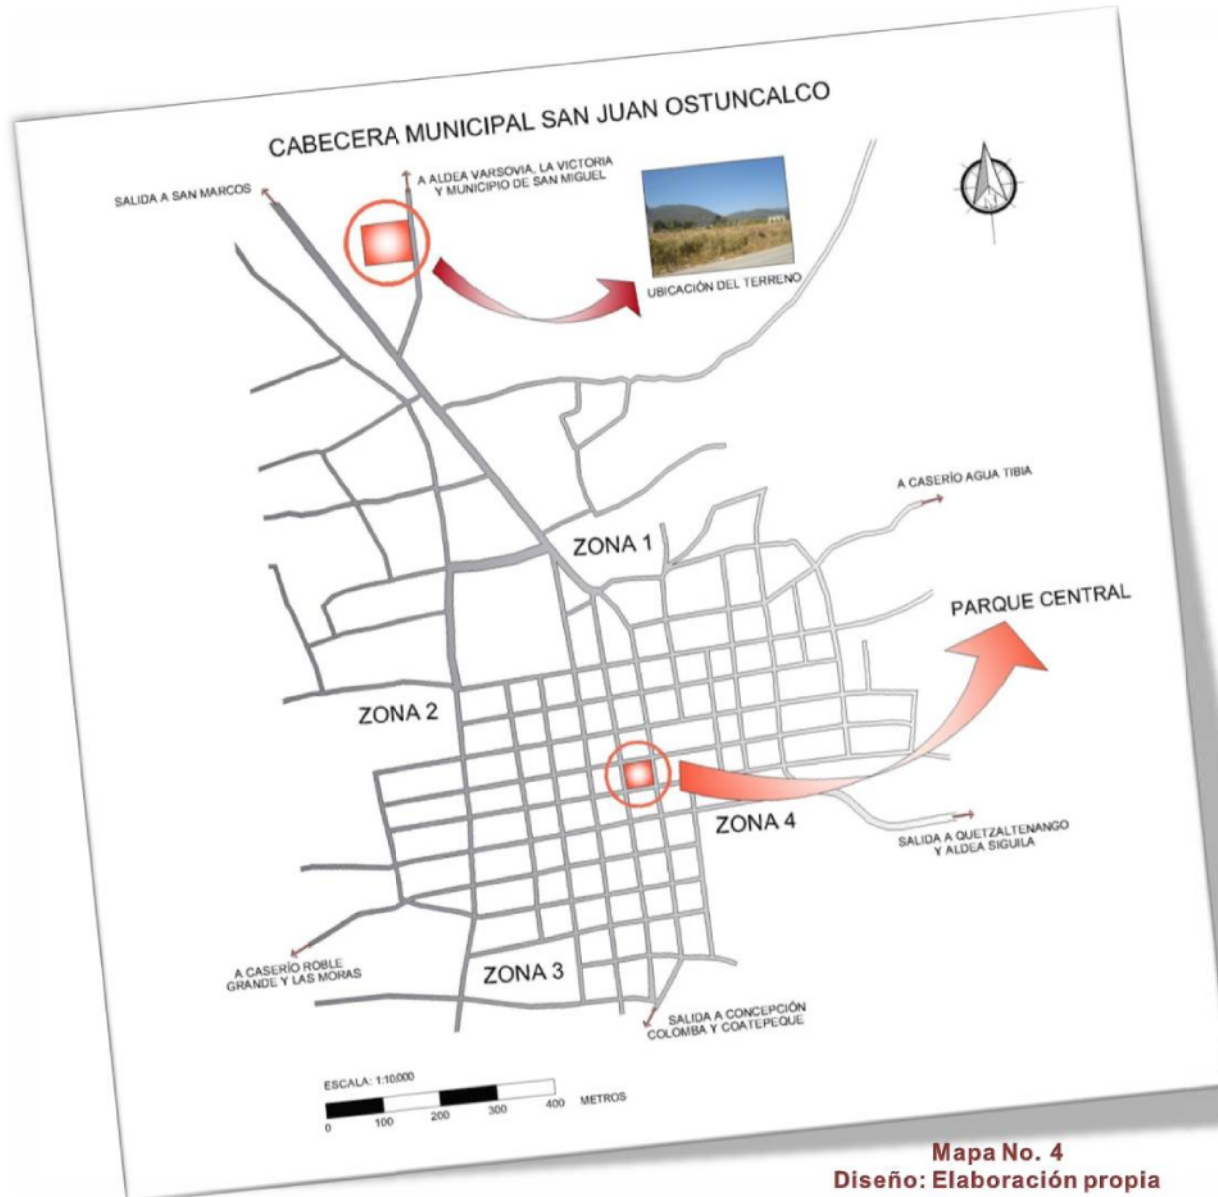 CABECERA MUNICIPAL SAN JUAN OSTUNCALCO
SALIDA A SAN MARCOS
A ALDEA VARSOVIA, LA VICTORIA
Y MUNICIPIO DE SAN MIGUEL
N
UBICACIÓN DEL TERRENO
A CASERÍO AGUA TIBIA
ZONA 1
PARQUE CENTRAL
ZONA 2
ZONA 4
SALIDA A QUETZALTENANGO
Y ALDEA SIGUILA
A CASERÍO ROBLE
GRANDE Y LAS MORAS
ZONA 3
SALIDA A CONCEPCIÓN
COLOMBA Y COATEPEQUE
ESCALA: 1:10,000
0 100 200 300 400 METROS
Mapa No. 4
Diseño: Elaboración propia